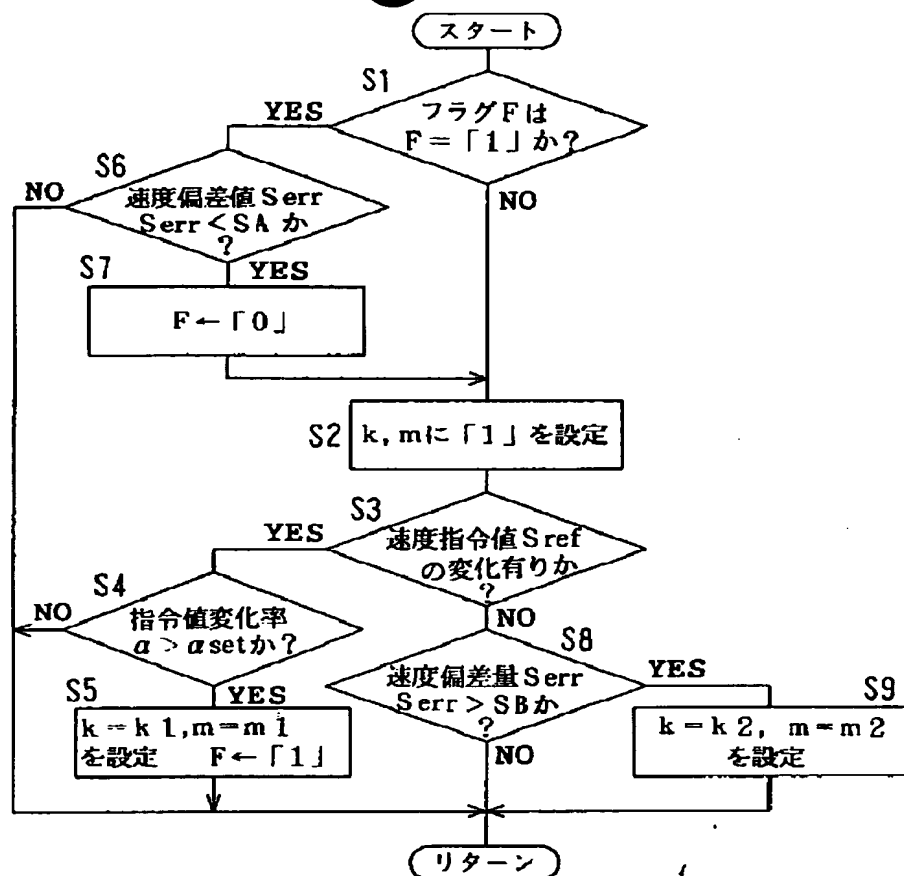 スタート
S1
フラグFは
F=「1」か?
YES
NO
S6
速度偏差値Serr
Serr<SAか
?
NO
YES
S7
F←「0」
S2
k,mに「1」を設定
S3
速度指令値Sref
の変化有りか
?
YES
NO
S4
指令値変化率
α>αsetか?
NO
YES
S5
k=k1,m=m1
を設定 F←「1」
S8
速度偏差量Serr
Serr>SBか
?
YES
NO
S9
k=k2, m=m2
を設定
リターン